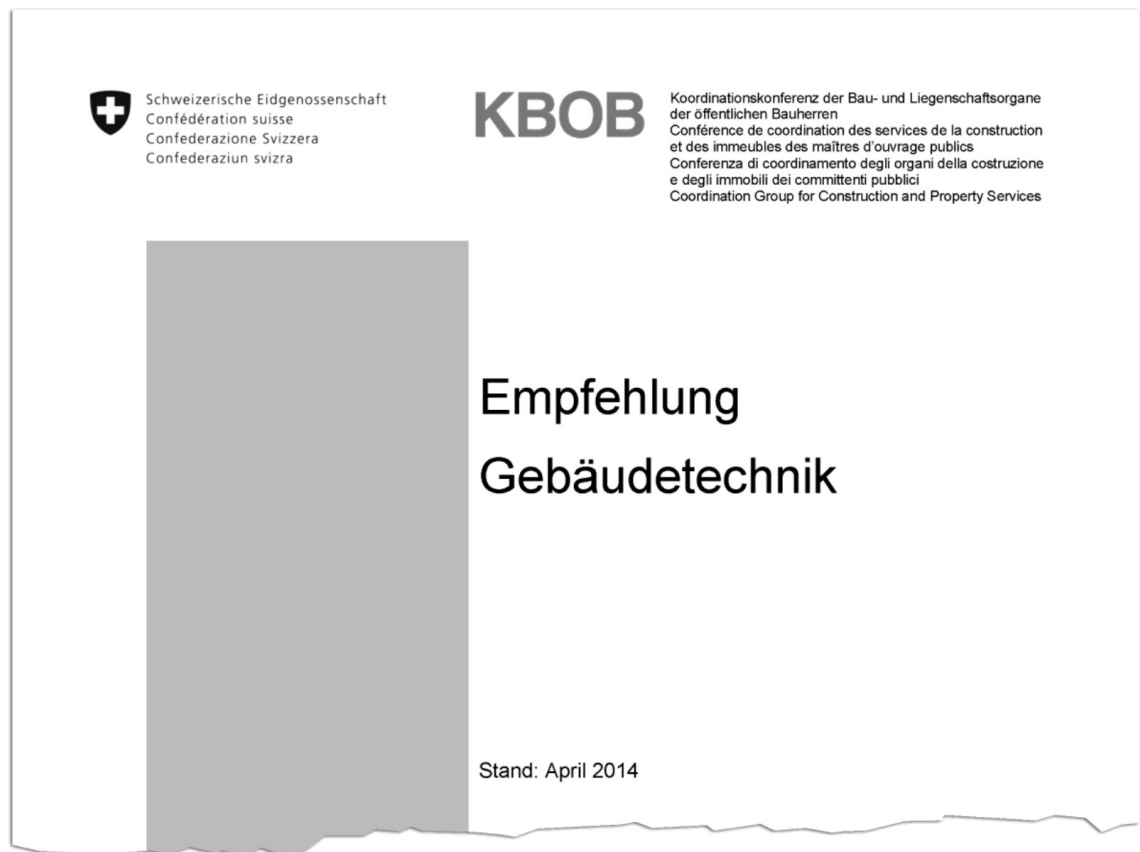 Schweizerische Eidgenossenschaft
Confédération suisse
Confederazione Svizzera
Confederaziun svizra
KBOB
Koordinationskonferenz der Bau- und Liegenschaftsorgane
der öffentlichen Bauherren
Conférence de coordination des services de la construction
et des immeubles des maîtres d'ouvrage publics
Conferenza di coordinamento degli organi della costruzione
e degli immobili dei committenti pubblici
Coordination Group for Construction and Property Services
Empfehlung
Gebäudetechnik
Stand: April 2014